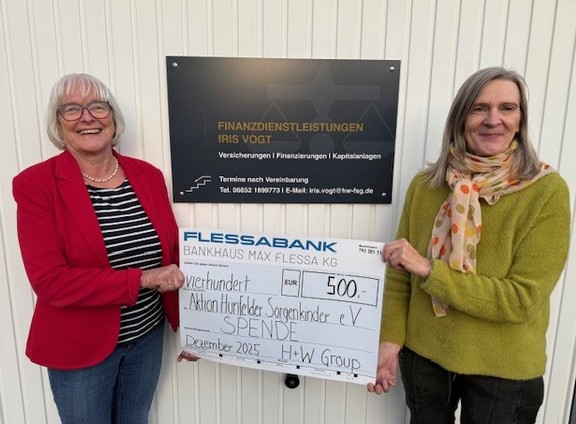 FINANZDIENSTLEISTUNGEN
IRIS VOGT
Versicherungen I Finanzierungen I Kapitalanlagen
Termine nach Vereinbarung
Tel. 06652 1899773 I E-Mail: iris.vogt@hw-fsg.de
FLESSABANK
BANKHAUS MAX FLESSA KG
vierhundert EUR 500,-
Aktion Hünfelder Sorgenkinder e.V
SPENDE
Dezember 2025 H+W Group